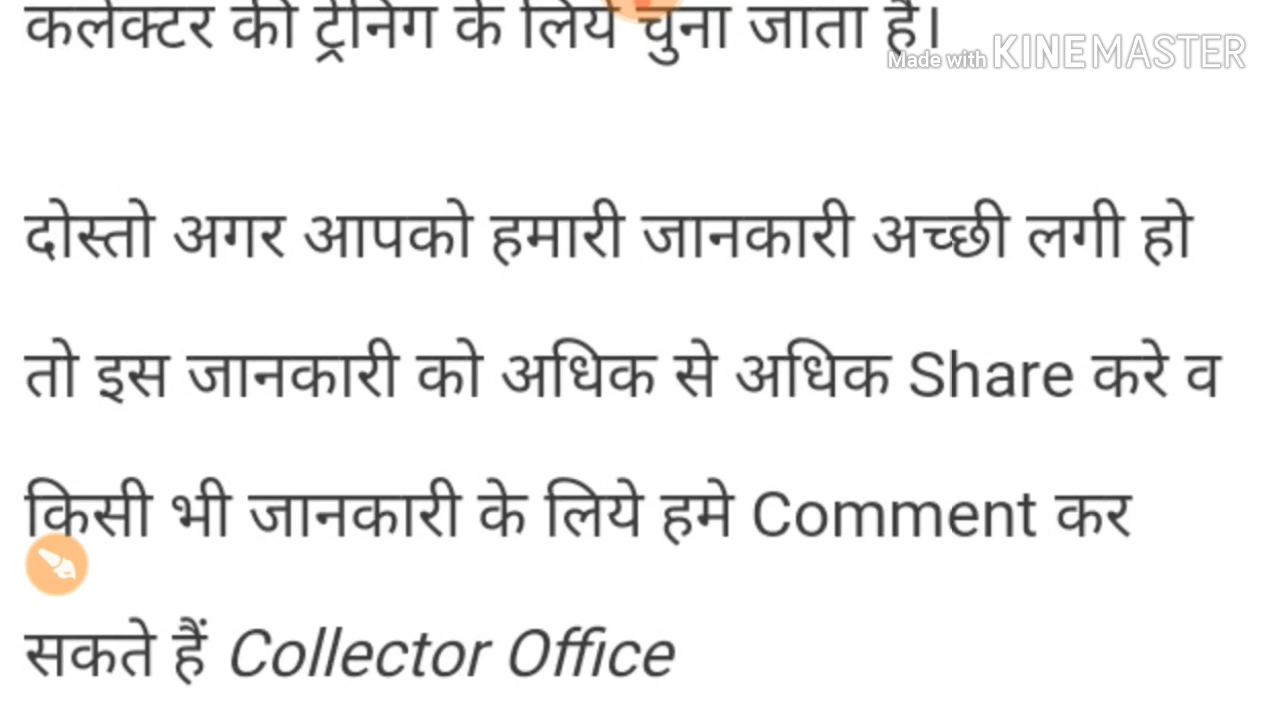 कलेक्टर की ट्रेनिंग के लिये चुना जाता है।
Made with KINEMASTER
दोस्तो अगर आपको हमारी जानकारी अच्छी लगी हो
तो इस जानकारी को अधिक से अधिक Share करे व
किसी भी जानकारी के लिये हमे Comment कर
सकते हैं Collector Office